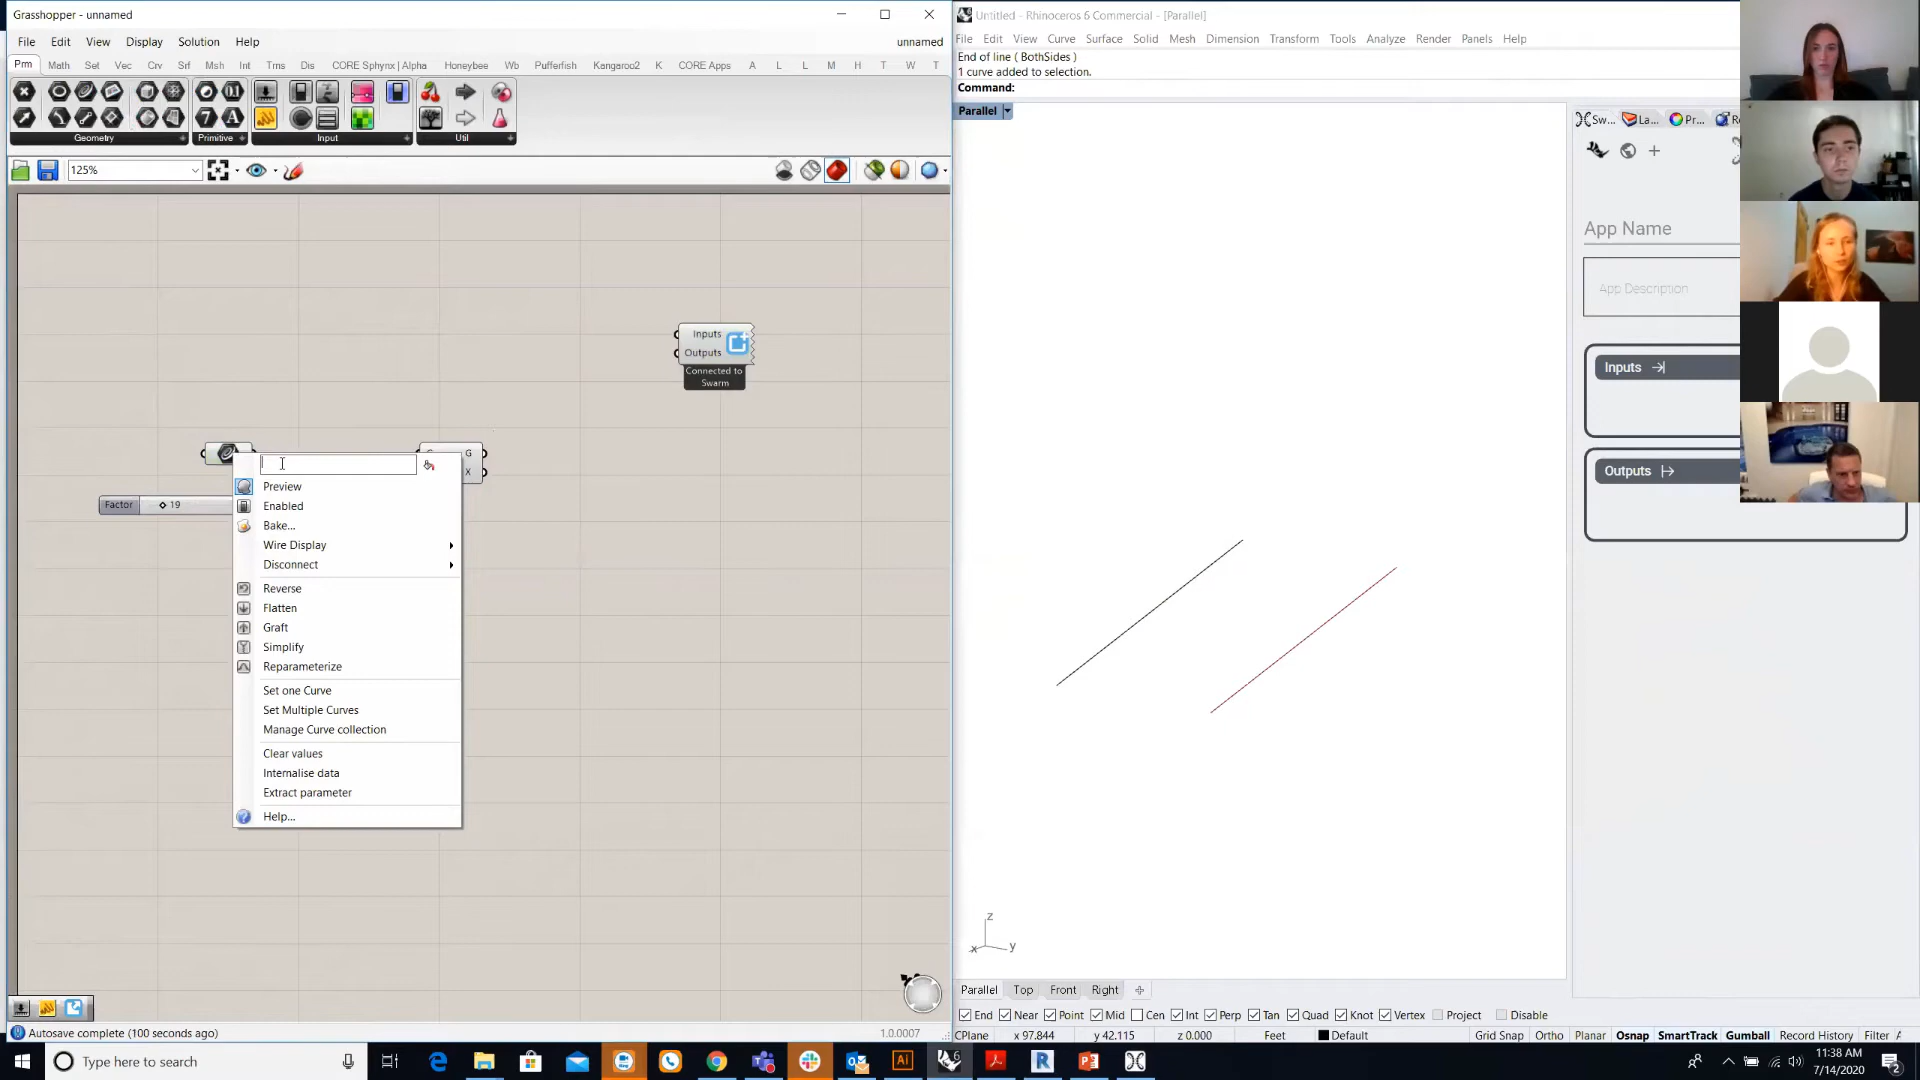 Grasshopper - unnamed
File Edit View Display Solution Help
unnamed
Prm Math Set Vec Crv Srf Msh Int Trns Dis CORE Sphynx | Alpha Honeybee Wb Pufferfish Kangaroo2 K CORE Apps A L L M H T W T
Geometry
Primitive
Input
Util
125%
Inputs
Outputs
Connected to
Swarm
G
X
Factor
19
Preview
Enabled
Bake...
Wire Display
Disconnect
Reverse
Flatten
Graft
Simplify
Reparameterize
Set one Curve
Set Multiple Curves
Manage Curve collection
Clear values
Internalise data
Extract parameter
Help...
Autosave complete (100 seconds ago)
1.0.0007
Untitled - Rhinoceros 6 Commercial - [Parallel]
File Edit View Curve Surface Solid Mesh Dimension Transform Tools Analyze Render Panels Help
End of line ( BothSides )
1 curve added to selection.
Command:
Parallel
Sw...
La...
Pr...
App Name
App Description
Inputs
Outputs
z
x
y
Parallel Top Front Right
End Near Point Mid Cen Int Perp Tan Quad Knot Vertex Project Disable
CPlane x 97.844 y 42.115 z 0.000 Feet Default Grid Snap Ortho Planar Osnap SmartTrack Gumball Record History Filter
Type here to search
11:38 AM
7/14/2020
2